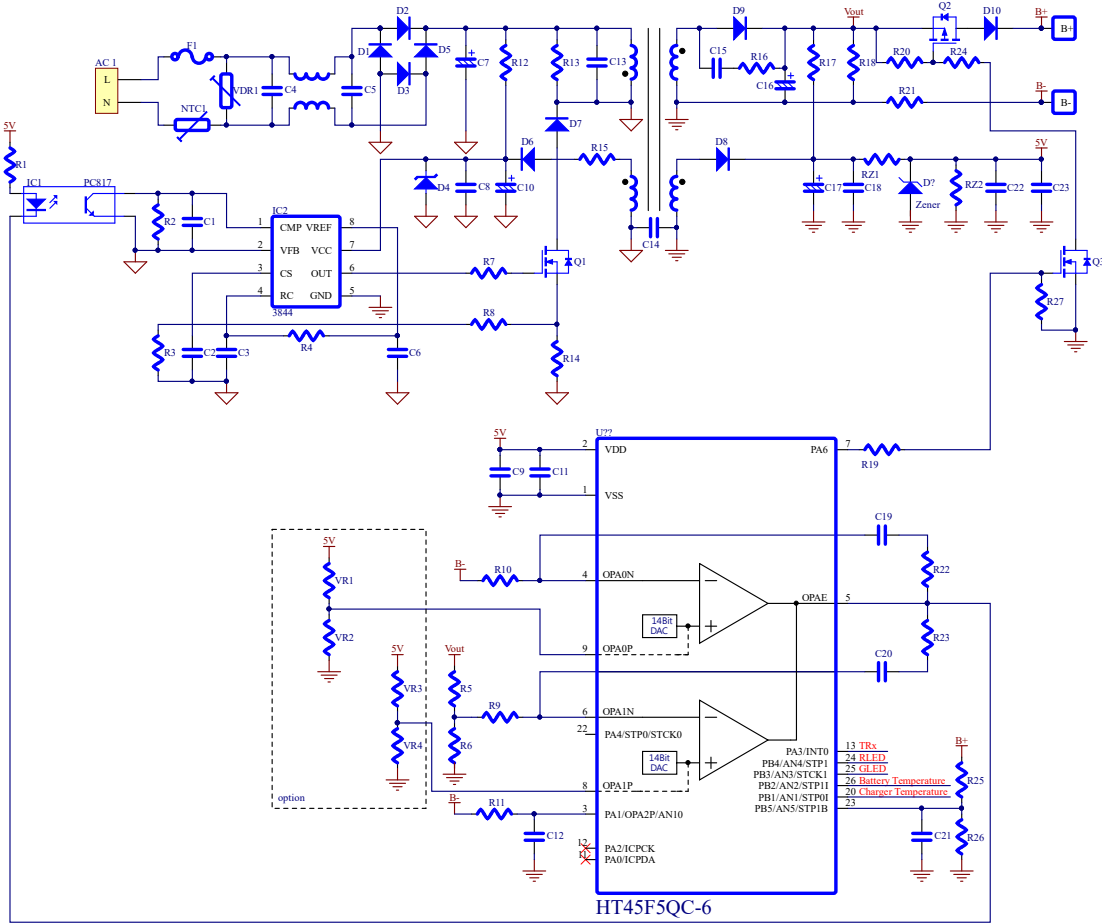 D2
D9
Vout
Q2
D10
B+
B+
F1
AC 1
L
N
D1
D5
D3
C7
R12
R13
C13
C15
R16
C16
R17
R18
R20
R24
VDR1
C4
C5
NTC1
R21
B-
B-
5V
R1
D7
D6
R15
D8
5V
IC1
PC817
D4
C8
C10
C17
C18
RZ1
D?
Zener
RZ2
C22
C23
R2
C1
IC2
1
CMP
VREF
8
2
VFB
VCC
7
3
CS
OUT
6
4
RC
GND
5
3844
C14
R7
Q1
R27
R8
R3
C2
C3
R4
C6
R14
5V
U??
2
VDD
PA6
7
R19
C9
C11
1
VSS
C19
5V
B-
R10
4
OPA0N
R22
VR1
OPAE
5
14Bit
DAC
VR2
9
OPA0P
R23
C20
5V
Vout
VR3
R5
R9
6
OPA1N
22
PA4/STP0/STCK0
VR4
R6
14Bit
DAC
PA3/INT0
13
TRx
B+
PB4/AN4/STP1
24
RLED
PB3/AN3/STCK1
25
GLED
PB2/AN2/STP1I
26
Battery Temperature
R25
8
OPA1P
PB1/AN1/STP0I
20
Charger Temperature
option
B-
R11
3
PA1/OPA2P/AN10
PB5/AN5/STP1B
23
C12
C21
R26
12
PA2/ICPCK
11
PA0/ICPDA
HT45F5QC-6